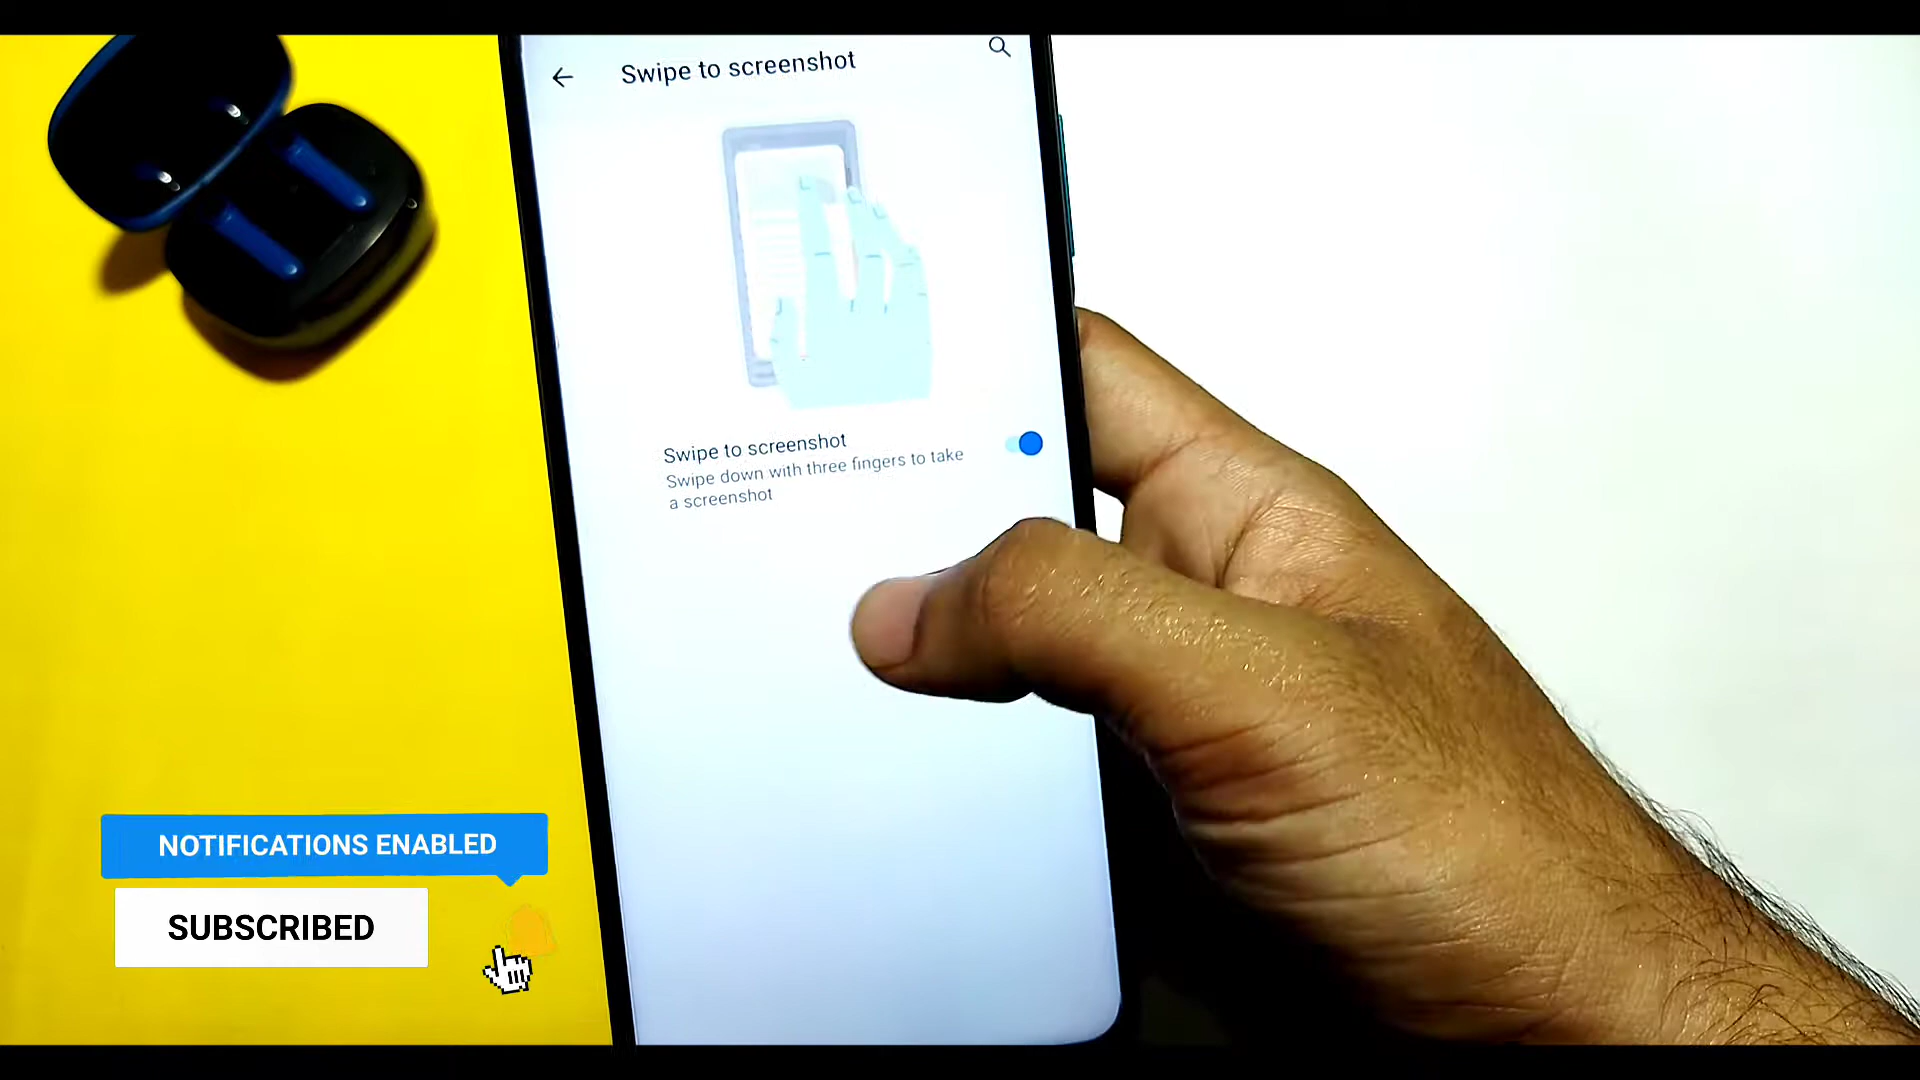 Swipe to screenshot
Swipe to screenshot
Swipe down with three fingers to take
a screenshot
NOTIFICATIONS ENABLED
SUBSCRIBED